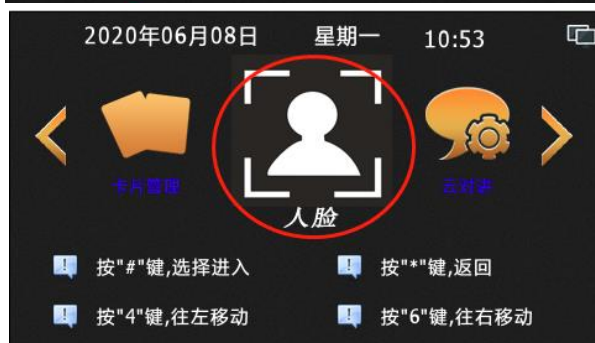 2020年06月08日 星期一 10:53
卡片管理 云对讲
人脸
按"#"键,选择进入 按"*"键,返回
按"4"键,往左移动 按"6"键,往右移动